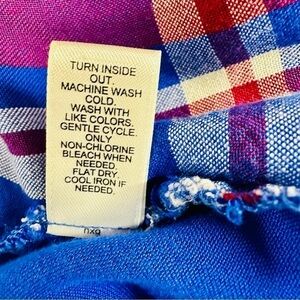 TURN INSIDE
OUT.
MACHINE WASH
COLD.
WASH WITH
LIKE COLORS.
GENTLE CYCLE.
ONLY
NON-CHLORINE
BLEACH WHEN
NEEDED.
FLAT DRY.
COOL IRON IF
NEEDED.